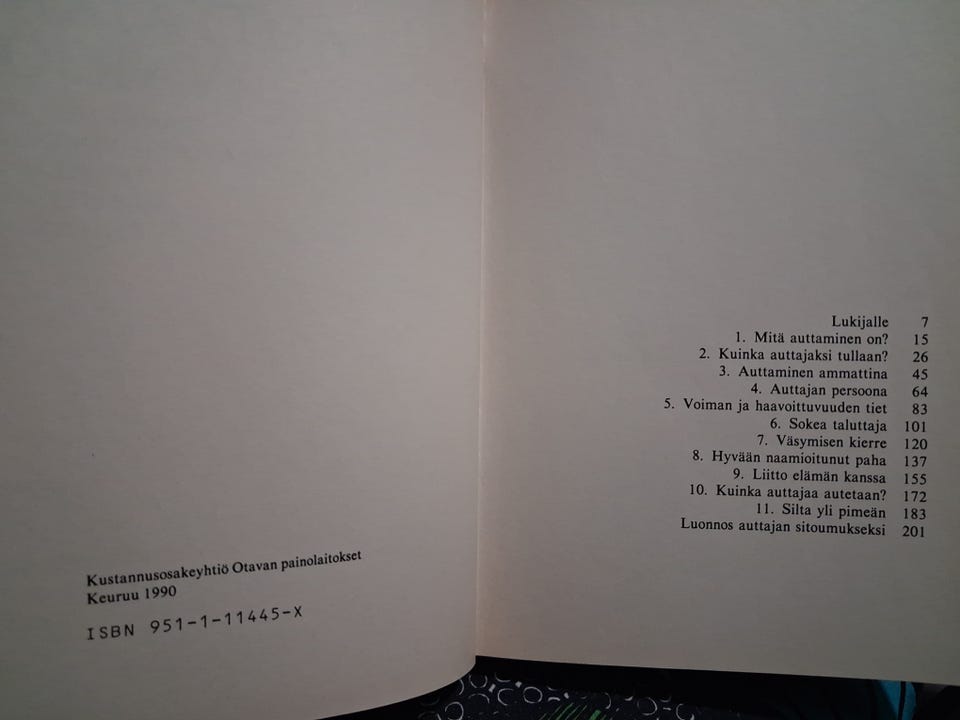 Kustannusosakeyhtiö Otavan painolaitokset
Keuruu 1990
ISBN 951-1-11445-X
Lukijalle 7
1. Mitä auttaminen on? 15
2. Kuinka auttajaksi tullaan? 26
3. Auttaminen ammattina 45
4. Auttajan persoona 64
5. Voiman ja haavoittuvuuden tiet 83
6. Sokea taluttaja 101
7. Väsymisen kierre 120
8. Hyvään naamioitunut paha 137
9. Liitto elämän kanssa 155
10. Kuinka auttajaa autetaan? 172
11. Silta yli pimeän 183
Luonnos auttajan sitoumukseksi 201